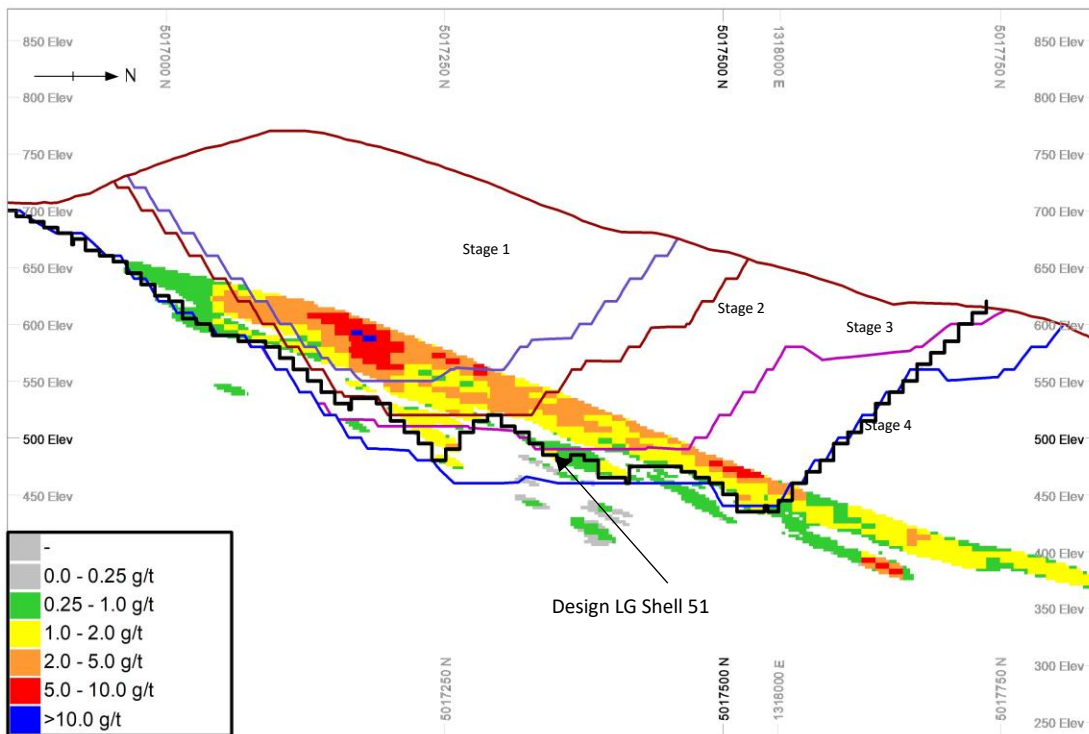 5017000 N
5017250 N
5017500 N
1318000 E
5017750 N
850 Elev
850 Elev
N
800 Elev
800 Elev
750 Elev
750 Elev
700 Elev
700 Elev
Stage 1
650 Elev
650 Elev
Stage 2
Stage 3
600 Elev
600 Elev
550 Elev
550 Elev
Stage 4
500 Elev
500 Elev
450 Elev
450 Elev
400 Elev
350 Elev
300 Elev
250 Elev
Design LG Shell 51
-
0.0 - 0.25 g/t
0.25 - 1.0 g/t
1.0 - 2.0 g/t
2.0 - 5.0 g/t
5.0 - 10.0 g/t
>10.0 g/t
5017250 N
5017500 N
1318000 E
5017750 N